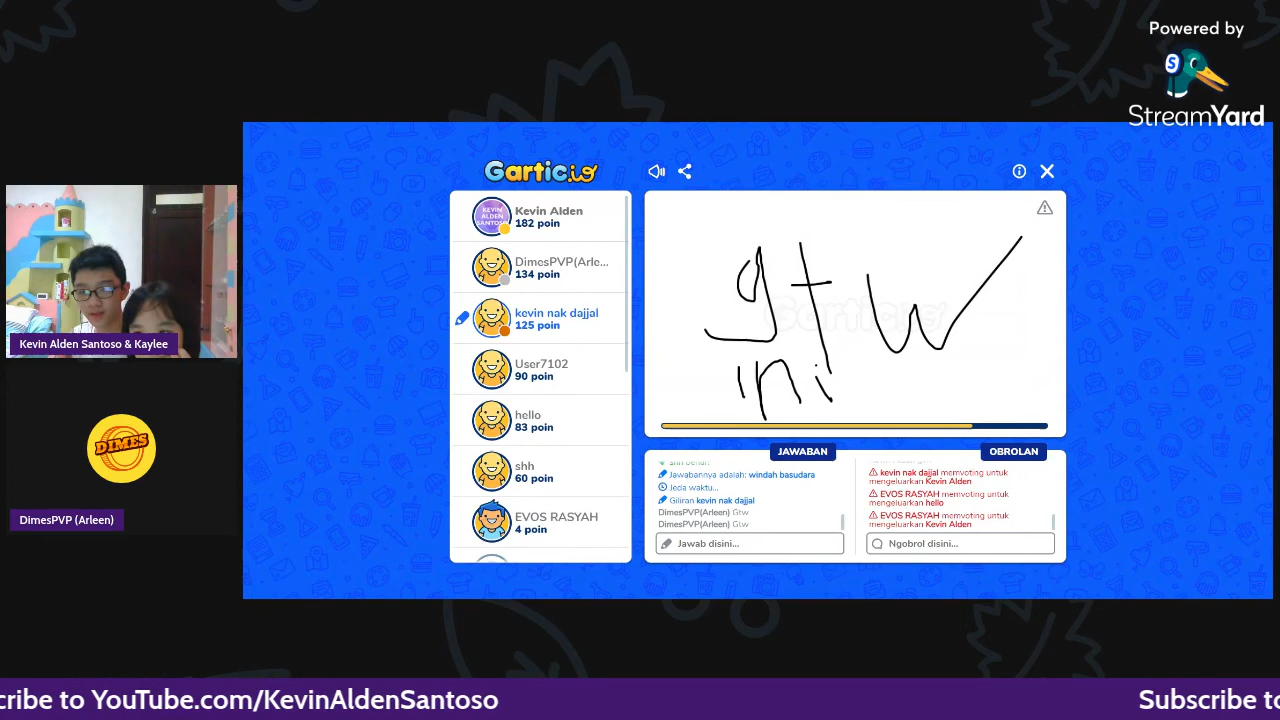 Powered by
StreamYard
Gartic.io
KEVIN ALDEN SANTOSO
Kevin Alden
182 poin
DimesPVP(Arle...
134 poin
kevin nak dajjal
125 poin
User7102
90 poin
hello
83 poin
shh
60 poin
EVOS RASYAH
4 poin
gtw
ini
JAWABAN
Jawabannya adalah: windah basudara
Jeda waktu...
Giliran kevin nak dajjal
DimesPVP(Arleen) Gtw
DimesPVP(Arleen) Gtw
Jawab disini...
OBROLAN
kevin nak dajjal memvoting untuk
mengeluarkan Kevin Alden
EVOS RASYAH memvoting untuk
mengeluarkan hello
EVOS RASYAH memvoting untuk
mengeluarkan Kevin Alden
Ngobrol disini...
Kevin Alden Santoso & Kaylee
DIMES
DimesPVP (Arleen)
cribe to YouTube.com/KevinAldenSantoso
Subscribe to